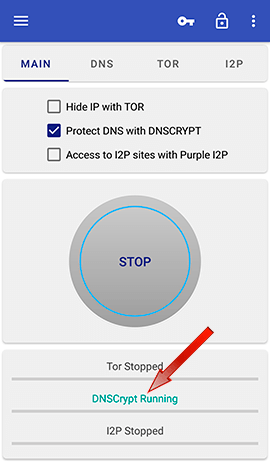 MAIN DNS TOR I2P
Hide IP with TOR
Protect DNS with DNSCRYPT
Access to I2P sites with Purple I2P
STOP
Tor Stopped
DNSCrypt Running
I2P Stopped